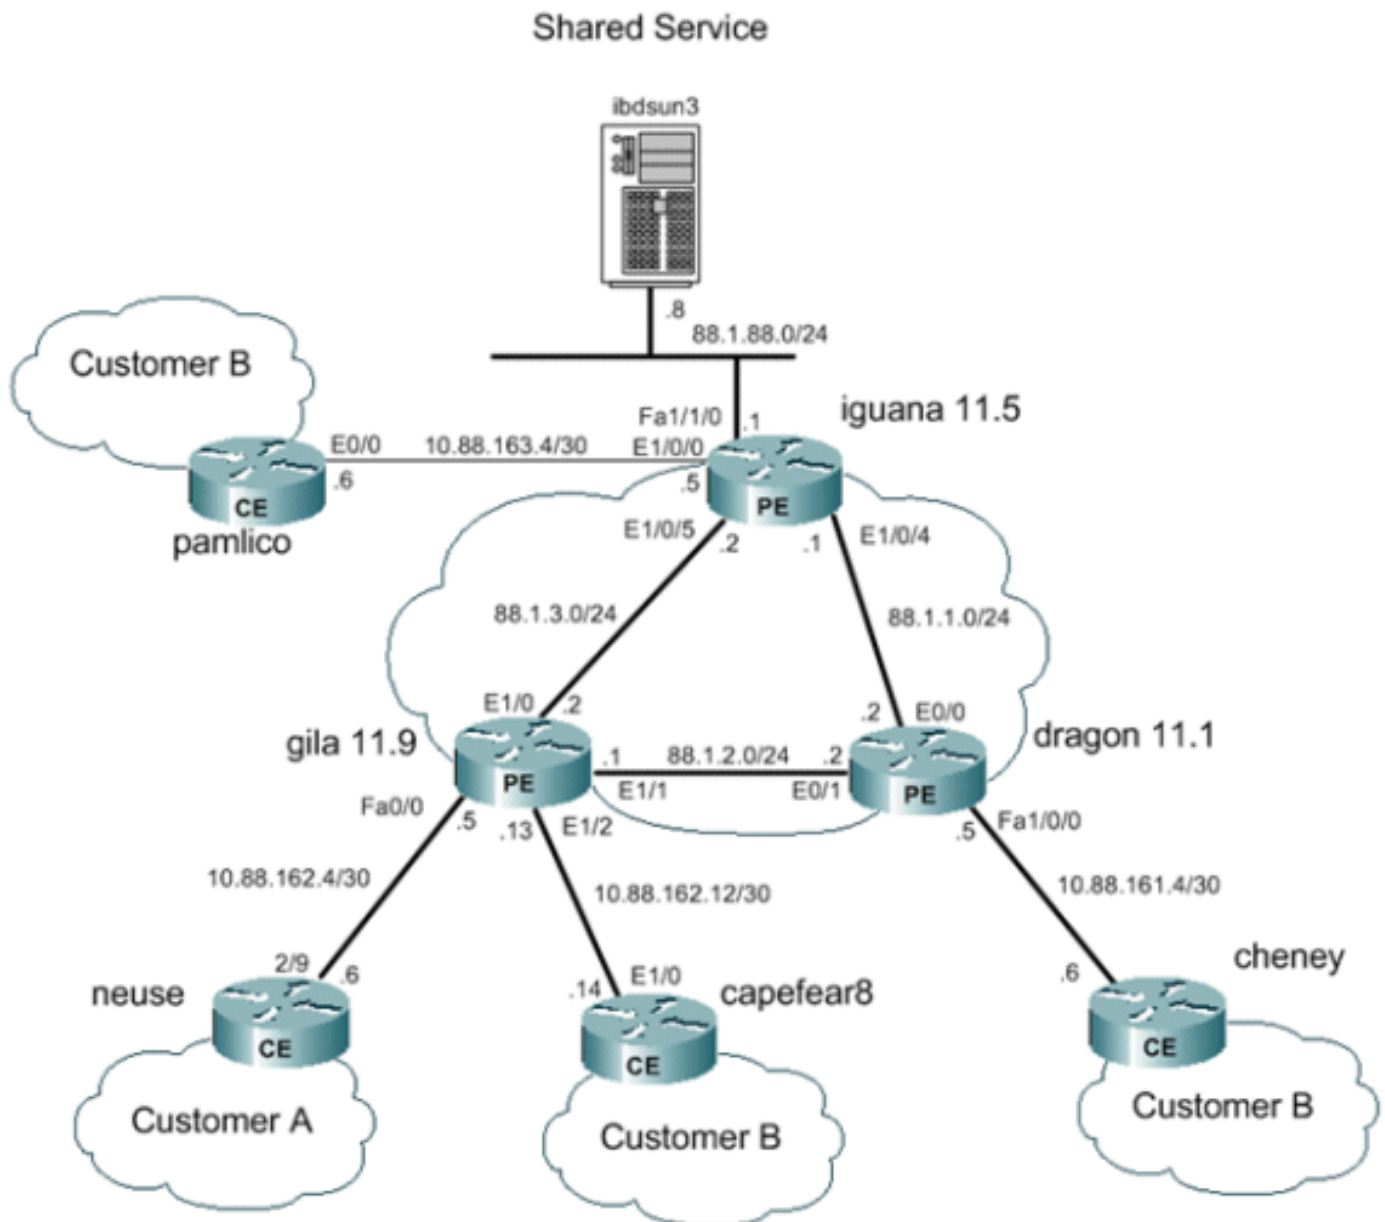 Shared Service
ibdsun3
.8
88.1.88.0/24
Customer B
Fa1/1/0
.1
iguana 11.5
E0/0
10.88.163.4/30
E1/0/0
.6
.5
CE
PE
pamlico
E1/0/5
.2
.1
E1/0/4
88.1.3.0/24
88.1.1.0/24
E1/0
.2
.2
E0/0
gila 11.9
dragon 11.1
.1
88.1.2.0/24
.2
PE
E1/1
E0/1
PE
Fa0/0
.5
.13
E1/2
.5
Fa1/0/0
10.88.162.4/30
10.88.162.12/30
10.88.161.4/30
cheney
2/9
.6
E1/0
.6
neuse
.14
capefear8
CE
CE
CE
Customer A
Customer B
Customer B